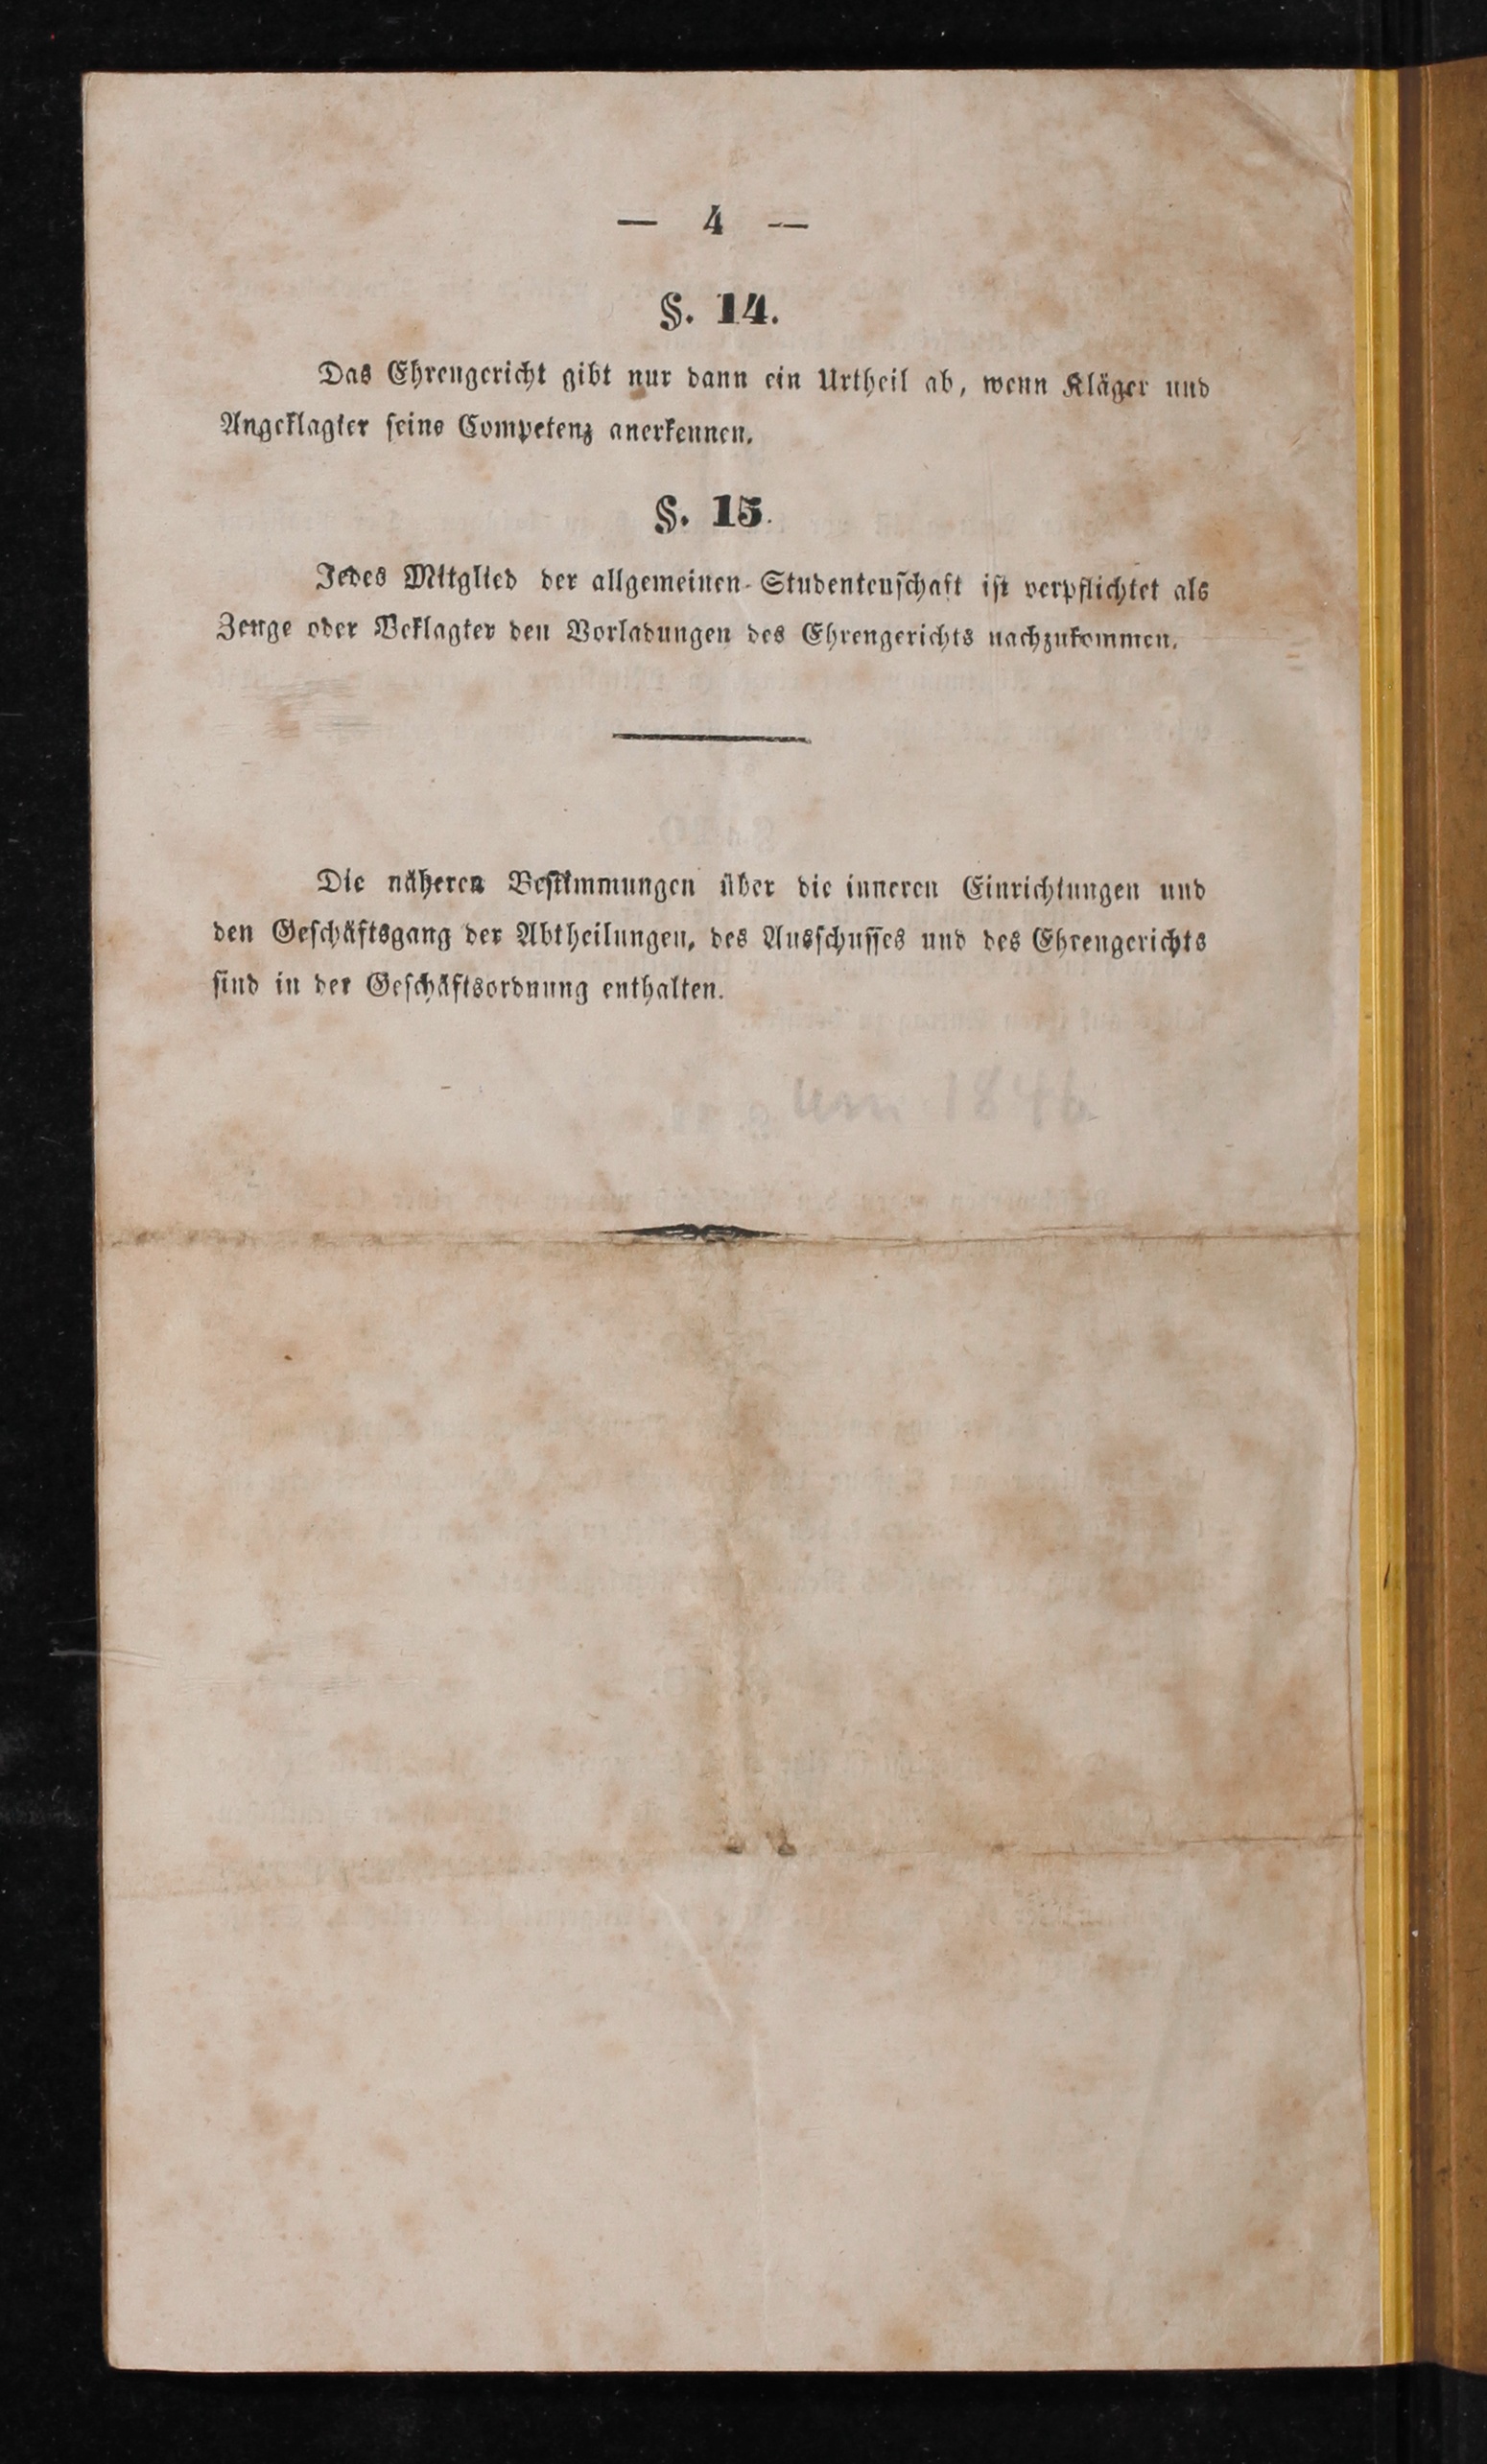 — 4 —
§. 14.
Das Ehrengericht gibt nur dann ein Urtheil ab, wenn Kläger und
Angeklagter seine Competenz anerkennen.
§. 15.
Jedes Mitglied der allgemeinen Studentenschaft ist verpflichtet als
Zeuge oder Beklagter den Vorladungen des Ehrengerichts nachzukommen.
Die näheren Bestimmungen über die inneren Einrichtungen und
den Geschäftsgang der Abtheilungen, des Ausschusses und des Ehrengerichts
sind in der Geschäftsordnung enthalten.
um 1846